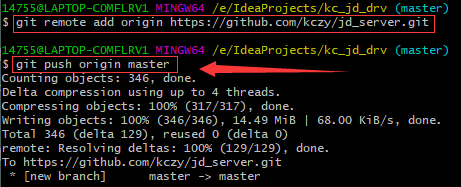 14755@LAPTOP-COMFLRV1 MINGW64 /e/IdeaProjects/kc_jd_drv (master)
$ git remote add origin https://github.com/kczy/jd_server.git
14755@LAPTOP-COMFLRV1 MINGW64 /e/IdeaProjects/kc_jd_drv (master)
$ git push origin master
Counting objects: 346, done.
Delta compression using up to 4 threads.
Compressing objects: 100% (317/317), done.
Writing objects: 100% (346/346), 14.49 MiB | 68.00 KiB/s, done.
Total 346 (delta 129), reused 0 (delta 0)
remote: Resolving deltas: 100% (129/129), done.
To https://github.com/kczy/jd_server.git
 * [new branch]      master -> master